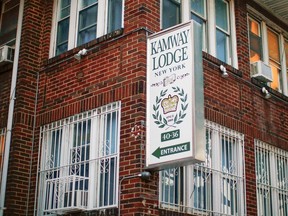 KAMWAY
LODGE
NEW YORK
40-36
ENTRANCE